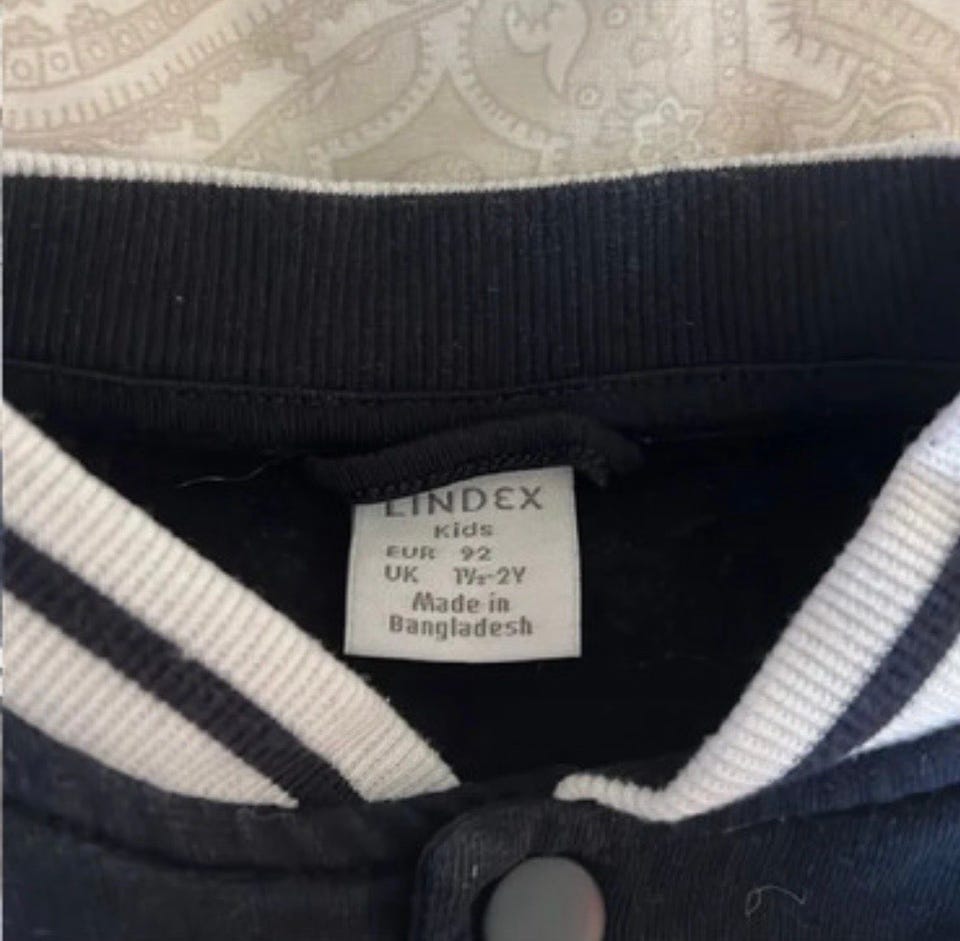 LINDEX
Kids
EUR 92
UK 1½-2Y
Made in
Bangladesh